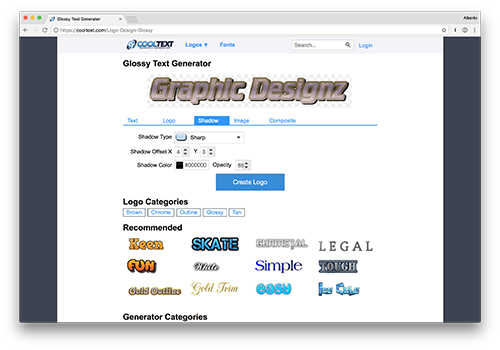 Glossy Text Generator
Alberto
https://cooltext.com/Logo-Design-Glossy
COOLTEXT Logos ▼ Fonts Search... Login
Glossy Text Generator
Graphic Designz
Text Logo Shadow Image Composite
Shadow Type Sharp
Shadow Offset X 4 Y 3
Shadow Color #000000 Opacity 85
Create Logo
Logo Categories
Brown Chrome Outline Glossy Tan
Recommended
Keen SKATE GUNMETAL LEGAL
FUN White Simple TOUGH
Gold Outline Gold Trim EASY Ice Cube
Generator Categories